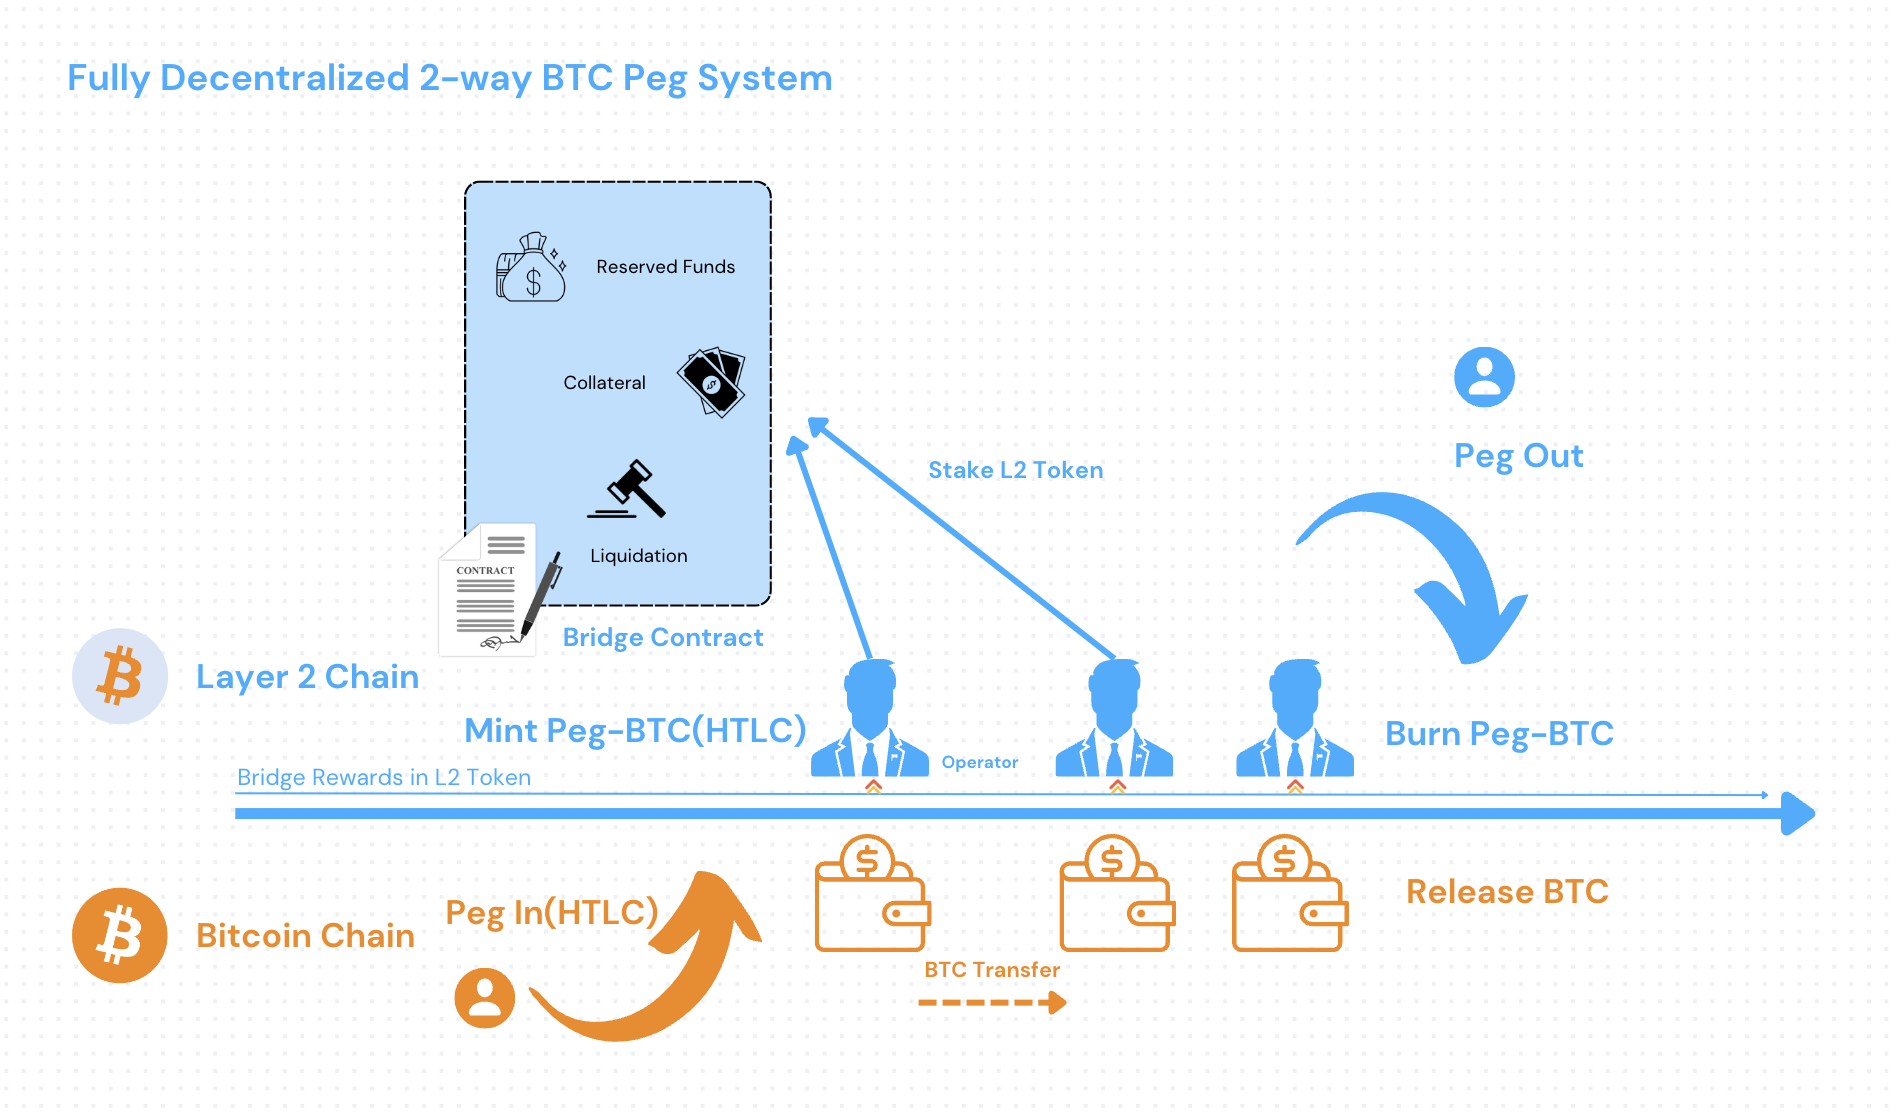 Fully Decentralized 2-way BTC Peg System
Reserved Funds
Collateral
Liquidation
CONTRACT
Bridge Contract
Stake L2 Token
Peg Out
Layer 2 Chain
Mint Peg-BTC(HTLC)
Operator
Burn Peg-BTC
Bridge Rewards in L2 Token
Peg In(HTLC)
Release BTC
Bitcoin Chain
BTC Transfer